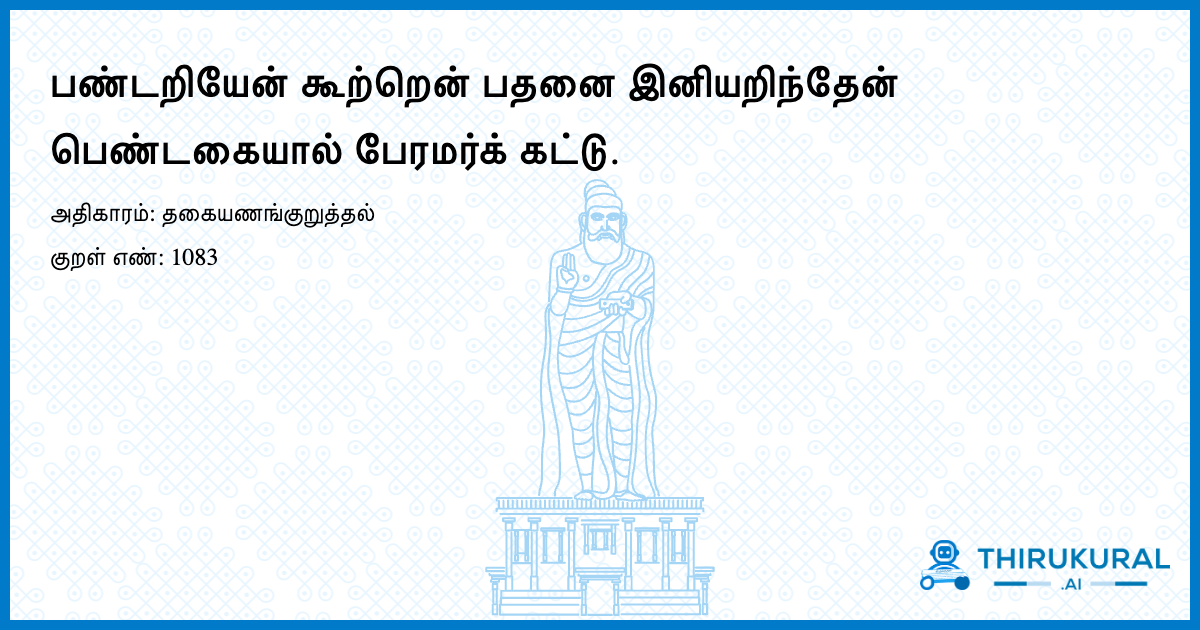 பண்டறியேன் கூற்றென் பதனை இனியறிந்தேன்
பெண்டகையால் பேரமர்க் கட்டு.
அதிகாரம்: தகையணங்குறுத்தல்
குறள் எண்: 1083
THIRUKURAL
.AI